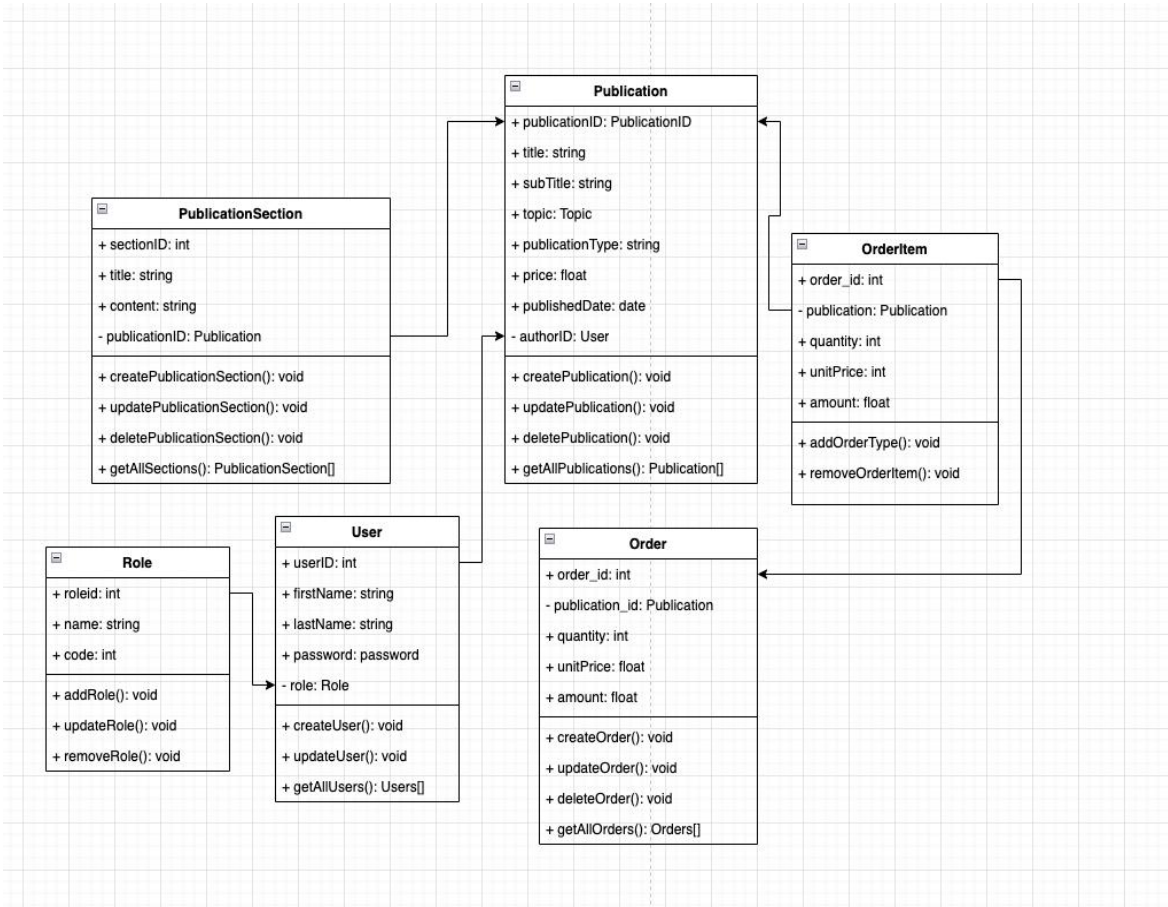 Publication
+ publicationID: PublicationID
+ title: string
+ subTitle: string
+ topic: Topic
+ publicationType: string
+ price: float
+ publishedDate: date
- authorID: User
+ createPublication(): void
+ updatePublication(): void
+ deletePublication(): void
+ getAllPublications(): Publication[]
PublicationSection
+ sectionID: int
+ title: string
+ content: string
- publicationID: Publication
+ createPublicationSection(): void
+ updatePublicationSection(): void
+ deletePublicationSection(): void
+ getAllSections(): PublicationSection[]
OrderItem
+ order_id: int
- publication: Publication
+ quantity: int
+ unitPrice: int
+ amount: float
+ addOrderType(): void
+ removeOrderItem(): void
Role
+ roleid: int
+ name: string
+ code: int
+ addRole(): void
+ updateRole(): void
+ removeRole(): void
User
+ userID: int
+ firstName: string
+ lastName: string
+ password: password
- role: Role
+ createUser(): void
+ updateUser(): void
+ getAllUsers(): Users[]
Order
+ order_id: int
- publication_id: Publication
+ quantity: int
+ unitPrice: float
+ amount: float
+ createOrder(): void
+ updateOrder(): void
+ deleteOrder(): void
+ getAllOrders(): Orders[]